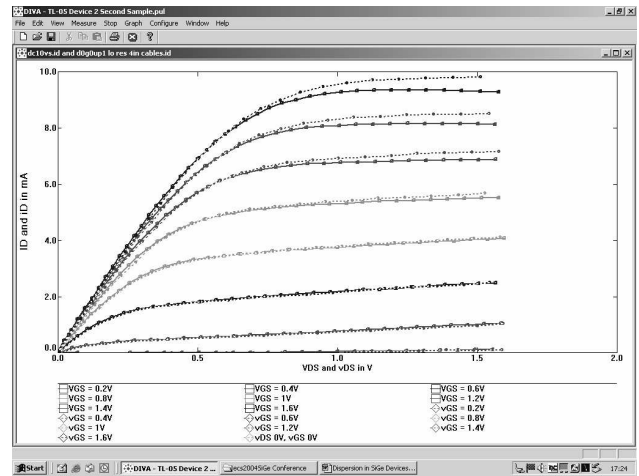 DIVA - TL-05 Device 2 Second Sample.pul
File Edit View Measure Stop Graph Configure Window Help
dc10vs.id and d0g0up1 lo res 4in cables.id
10.0
8.0
6.0
4.0
2.0
0.0
ID and iD in mA
0.0 0.5 1.0 1.5 2.0
VDS and vDS in V
VGS = 0.2V VGS = 0.4V VGS = 0.6V
VGS = 0.8V VGS = 1V VGS = 1.2V
VGS = 1.4V VGS = 1.6V vGS = 0.2V
vGS = 0.4V vGS = 0.6V vGS = 0.8V
vGS = 1V vGS = 1.2V vGS = 1.4V
vGS = 1.6V vDS 0V, vGS 0V
Start DIVA - TL-05 Device 2 ... ecs2004SiGe Conference Dispersion in SiGe Devices... 17:24